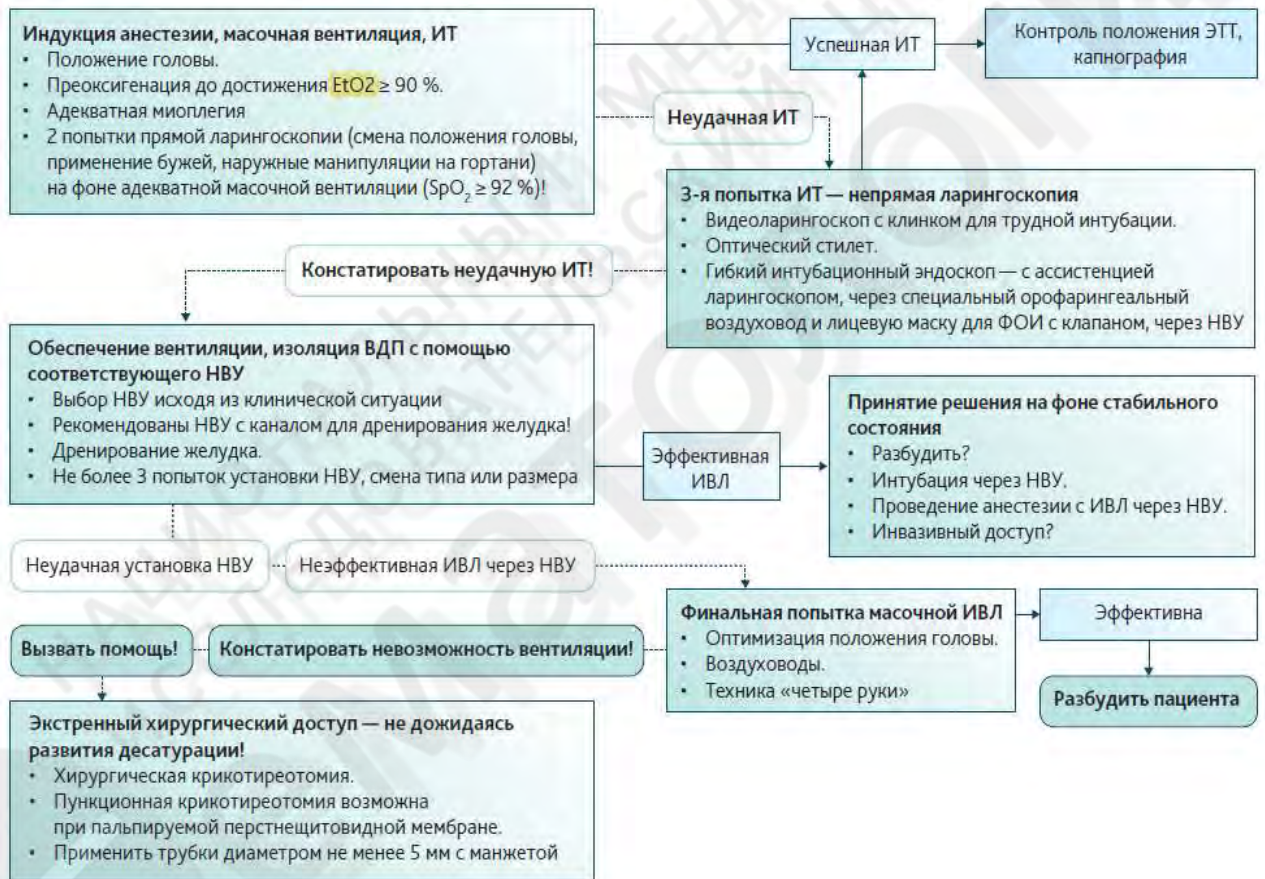 Индукция анестезии, масочная вентиляция, ИТ
• Положение головы.
• Преоксигенация до достижения EtO2 ≥ 90 %.
• Адекватная миоплегия
• 2 попытки прямой ларингоскопии (смена положения головы,
применение бужей, наружные манипуляции на гортани)
на фоне адекватной масочной вентиляции (SpO₂ ≥ 92 %)!
Успешная ИТ
Контроль положения ЭТТ,
капнография
Неудачная ИТ
3-я попытка ИТ — непрямая ларингоскопия
• Видеоларингоскоп с клинком для трудной интубации.
• Оптический стилет.
• Гибкий интубационный эндоскоп — с ассистенцией
ларингоскопом, через специальный орофарингеальный
воздуховод и лицевую маску для ФОИ с клапаном, через НВУ
Констатировать неудачную ИТ!
Обеспечение вентиляции, изоляция ВДП с помощью
соответствующего НВУ
• Выбор НВУ исходя из клинической ситуации
• Рекомендованы НВУ с каналом для дренирования желудка!
• Дренирование желудка.
• Не более 3 попыток установки НВУ, смена типа или размера
Эффективная
ИВЛ
Принятие решения на фоне стабильного
состояния
• Разбудить?
• Интубация через НВУ.
• Проведение анестезии с ИВЛ через НВУ.
• Инвазивный доступ?
Неудачная установка НВУ
Неэффективная ИВЛ через НВУ
Финальная попытка масочной ИВЛ
• Оптимизация положения головы.
• Воздуховоды.
• Техника «четыре руки»
Эффективна
Разбудить пациента
Вызвать помощь!
Констатировать невозможность вентиляции!
Экстренный хирургический доступ — не дожидаясь
развития десатурации!
• Хирургическая крикотиреотомия.
• Пункционная крикотиреотомия возможна
при пальпируемой перстнещитовидной мембране.
• Применить трубки диаметром не менее 5 мм с манжетой